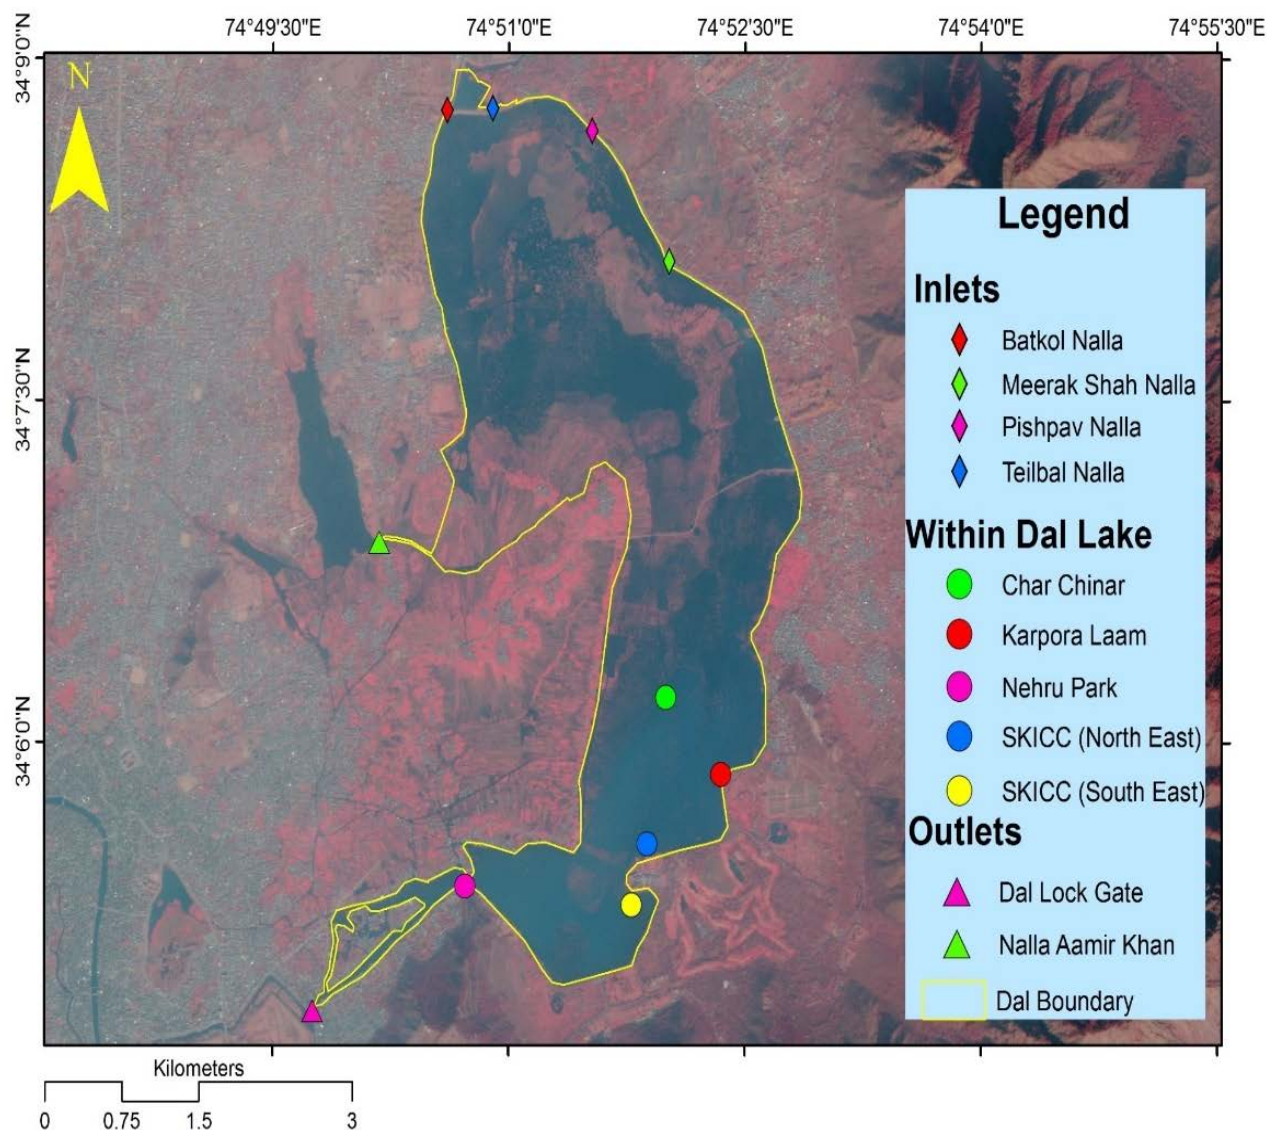 74°49'30"E 74°51'0"E 74°52'30"E 74°54'0"E 74°55'30"E
34°9'0"N
34°7'30"N
34°6'0"N
N
Legend
Inlets
Batkol Nalla
Meerak Shah Nalla
Pishpav Nalla
Teilbal Nalla
Within Dal Lake
Char Chinar
Karpora Laam
Nehru Park
SKICC (North East)
SKICC (South East)
Outlets
Dal Lock Gate
Nalla Aamir Khan
Dal Boundary
Kilometers
0 0.75 1.5 3